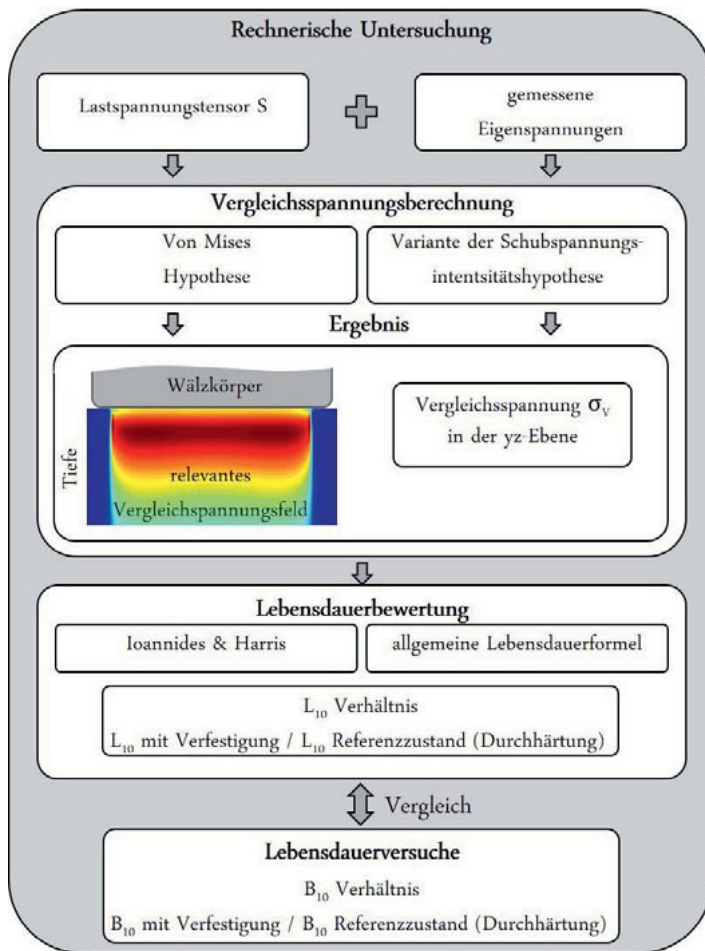 Rechnerische Untersuchung
Lastspannungstensor S
gemessene
Eigenspannungen
Vergleichsspannungsberechnung
Von Mises
Hypothese
Variante der Schubspannungs-
intentsitätshypothese
Ergebnis
Wälzkörper
Tiefe
relevantes
Vergleichspannungsfeld
Vergleichsspannung σᵥ
in der yz-Ebene
Lebensdauerbewertung
Ioannides & Harris
allgemeine Lebensdauerformel
L₁₀ Verhältnis
L₁₀ mit Verfestigung / L₁₀ Referenzzustand (Durchhärtung)
Vergleich
Lebensdauerversuche
B₁₀ Verhältnis
B₁₀ mit Verfestigung / B₁₀ Referenzzustand (Durchhärtung)